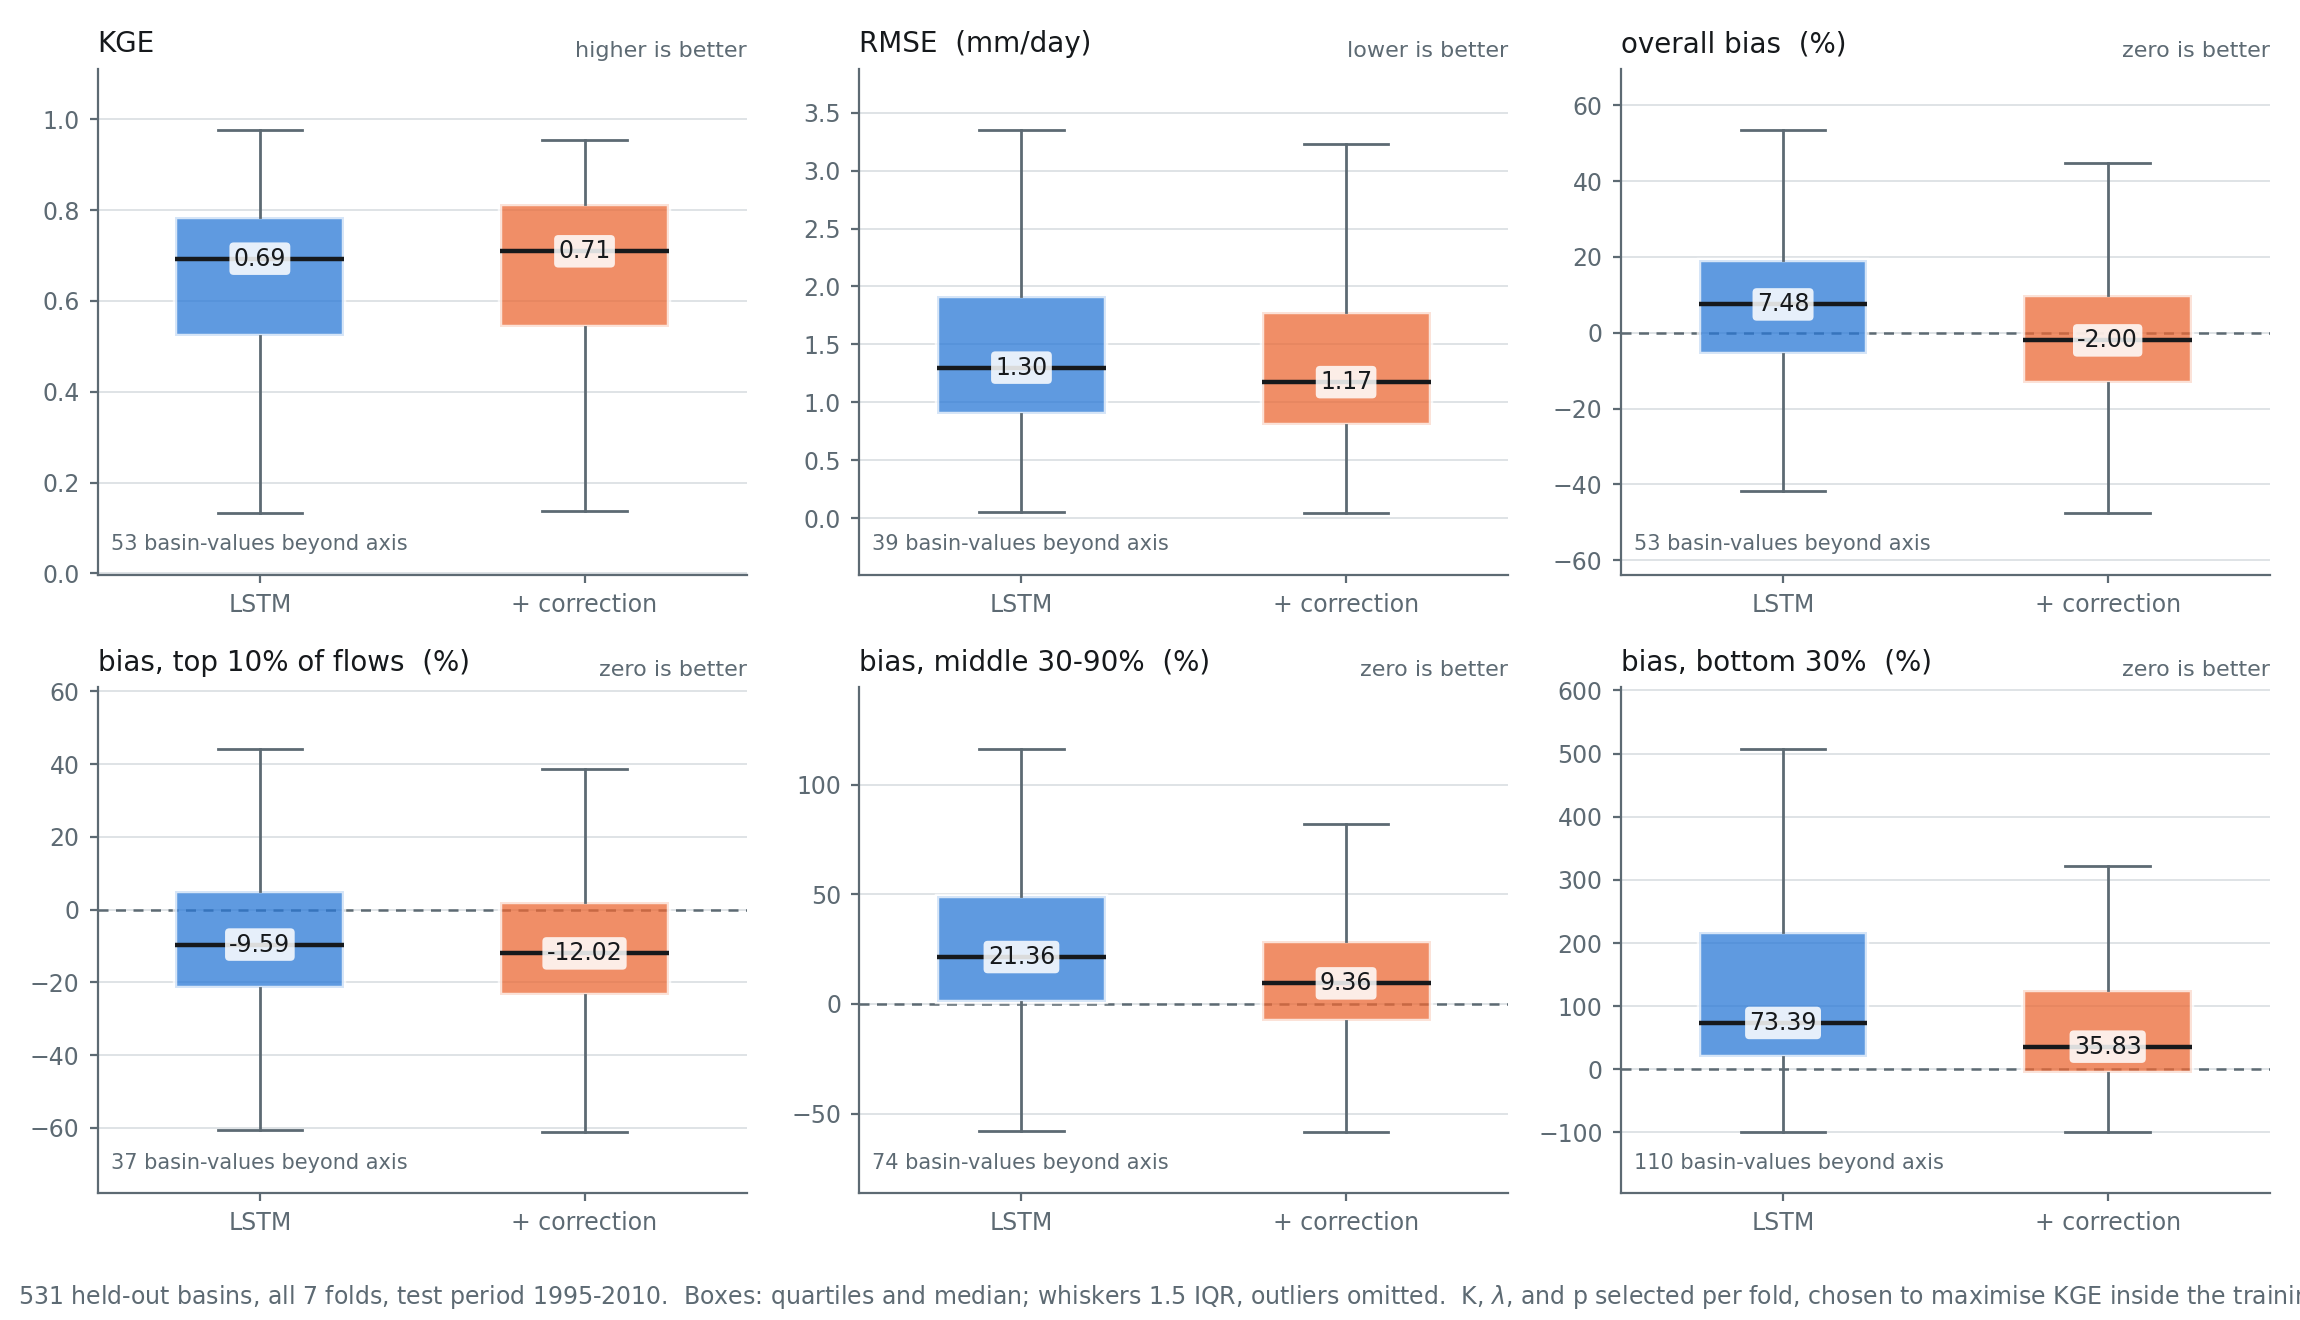 KGE
higher is better
1.0
0.8
0.6
0.4
0.2
0.0
0.69
0.71
53 basin-values beyond axis
LSTM
+ correction
RMSE (mm/day)
lower is better
3.5
3.0
2.5
2.0
1.5
1.0
0.5
0.0
1.30
1.17
39 basin-values beyond axis
LSTM
+ correction
overall bias (%)
zero is better
60
40
20
0
−20
−40
−60
7.48
-2.00
53 basin-values beyond axis
LSTM
+ correction
bias, top 10% of flows (%)
zero is better
60
40
20
0
−20
−40
−60
-9.59
-12.02
37 basin-values beyond axis
LSTM
+ correction
bias, middle 30-90% (%)
zero is better
100
50
0
−50
21.36
9.36
74 basin-values beyond axis
LSTM
+ correction
bias, bottom 30% (%)
zero is better
600
500
400
300
200
100
0
−100
73.39
35.83
110 basin-values beyond axis
LSTM
+ correction
531 held-out basins, all 7 folds, test period 1995-2010. Boxes: quartiles and median; whiskers 1.5 IQR, outliers omitted. K, λ, and p selected per fold, chosen to maximise KGE inside the